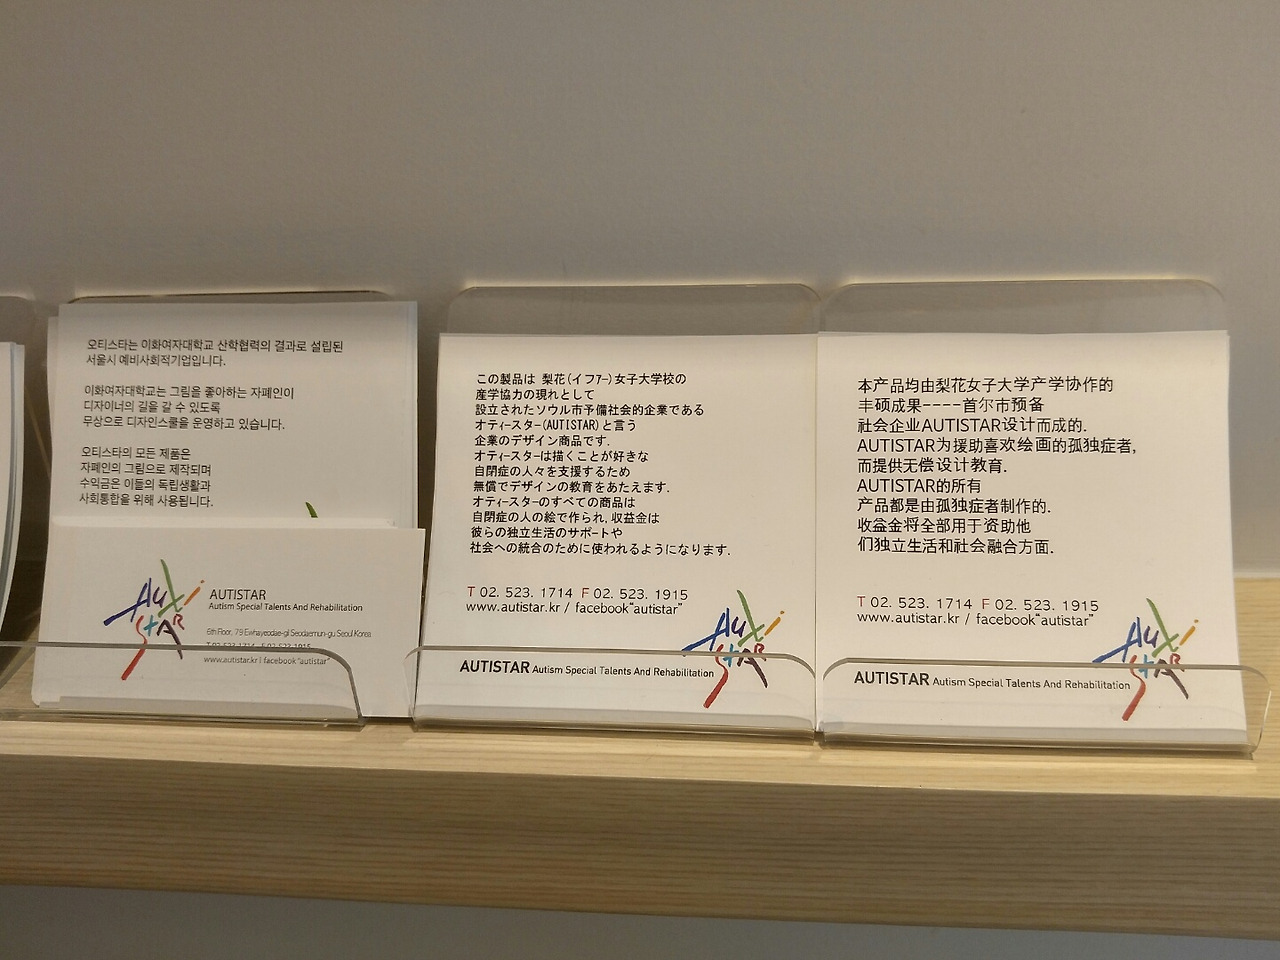 오티스타는 이화여자대학교 산학협력의 결과로 설립된
서울시 예비사회적기업입니다.
이화여자대학교는 그림을 좋아하는 자폐인이
디자이너의 길을 갈 수 있도록
무상으로 디자인스쿨을 운영하고 있습니다.
오티스타의 모든 제품은
자폐인의 그림으로 제작되며
수익금은 이들의 독립생활과
사회통합을 위해 사용됩니다.
AUTISTAR
AUTISTAR
Autism Special Talents And Rehabilitation
6th Floor, 79 Ewhayeodae-gil Seodaemun-gu Seoul Korea
T 02 523 1714 F 02 523 1915
www.autistar.kr | facebook "autistar"
この製品は 梨花(イファー)女子大学校の
産学協力の現れとして
設立されたソウル市予備社会的企業である
オティースター(AUTISTAR)と言う
企業のデザイン商品です.
オティースターは描くことが好きな
自閉症の人々を支援するため
無償でデザインの教育をあたえます.
オティースターのすべての商品は
自閉症の人の絵で作られ, 収益金は
彼らの独立生活のサポートや
社会への統合のために使われるようになります.
T 02. 523. 1714 F 02. 523. 1915
www.autistar.kr / facebook"autistar"
AUTISTAR Autism Special Talents And Rehabilitation
AUTISTAR
本产品均由梨花女子大学产学协作的
丰硕成果----首尔市预备
社会企业AUTISTAR设计而成的.
AUTISTAR为援助喜欢绘画的孤独症者,
而提供无偿设计教育.
AUTISTAR的所有
产品都是由孤独症者制作的.
收益金将全部用于资助他
们独立生活和社会融合方面.
T 02. 523. 1714 F 02. 523. 1915
www.autistar.kr / facebook"autistar"
AUTISTAR Autism Special Talents And Rehabilitation
AUTISTAR